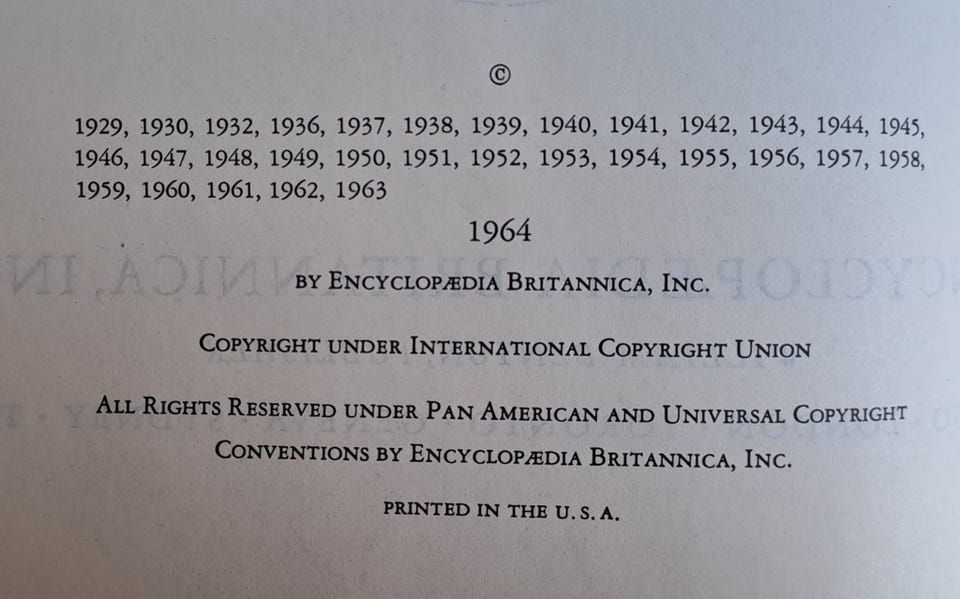 ©
1929, 1930, 1932, 1936, 1937, 1938, 1939, 1940, 1941, 1942, 1943, 1944, 1945,
1946, 1947, 1948, 1949, 1950, 1951, 1952, 1953, 1954, 1955, 1956, 1957, 1958,
1959, 1960, 1961, 1962, 1963
1964
BY ENCYCLOPÆDIA BRITANNICA, INC.
COPYRIGHT UNDER INTERNATIONAL COPYRIGHT UNION
ALL RIGHTS RESERVED UNDER PAN AMERICAN AND UNIVERSAL COPYRIGHT
CONVENTIONS BY ENCYCLOPÆDIA BRITANNICA, INC.
PRINTED IN THE U. S. A.